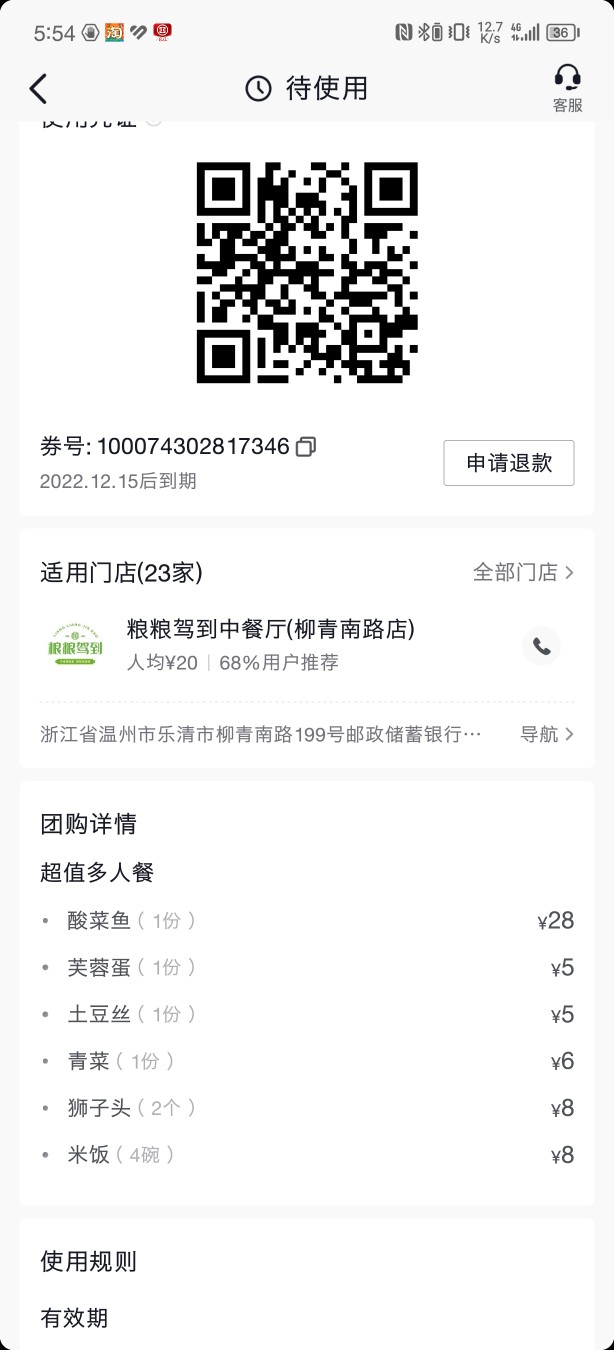 5:54
12.7 K/s
4G
36
待使用
客服
使用凭证
券号: 100074302817346
2022.12.15后到期
申请退款
适用门店(23家)
全部门店
粮粮驾到
粮粮驾到中餐厅(柳青南路店)
人均¥20 | 68%用户推荐
浙江省温州市乐清市柳青南路199号邮政储蓄银行…
导航
团购详情
超值多人餐
• 酸菜鱼（1份） ¥28
• 芙蓉蛋（1份） ¥5
• 土豆丝（1份） ¥5
• 青菜（1份） ¥6
• 狮子头（2个） ¥8
• 米饭（4碗） ¥8
使用规则
有效期